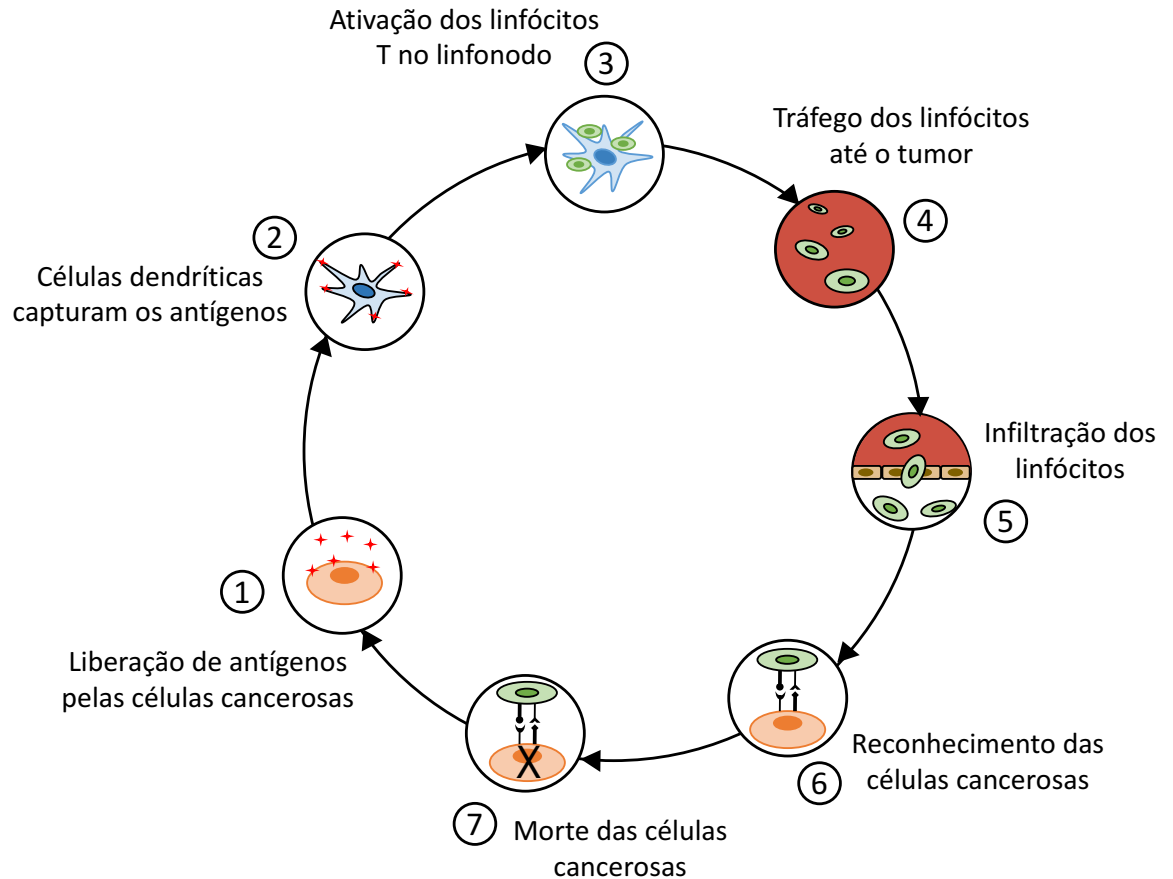 Ativação dos linfócitos
T no linfonodo
3
Tráfego dos linfócitos
até o tumor
4
2
Células dendríticas
capturam os antígenos
Infiltração dos
linfócitos
5
1
Liberação de antígenos
pelas células cancerosas
Reconhecimento das
células cancerosas
6
7
Morte das células
cancerosas
X